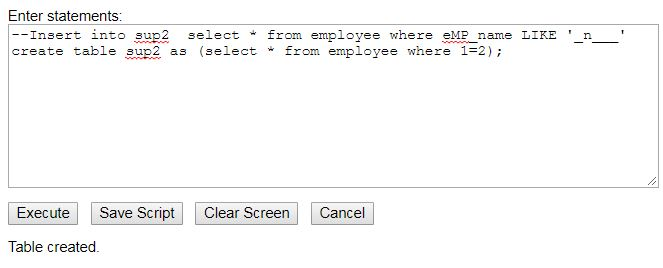 Enter statements:
--Insert into sup2  select * from employee where eMP_name LIKE '_n___'
create table sup2 as (select * from employee where 1=2);
Execute Save Script Clear Screen Cancel
Table created.